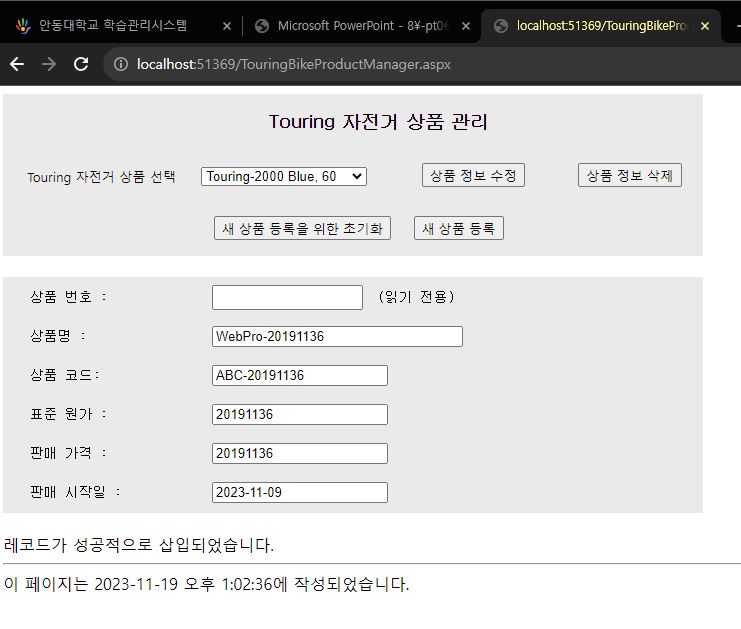 안동대학교 학습관리시스템
Microsoft PowerPoint - 8¥-pt0
localhost:51369/TouringBikePro
localhost:51369/TouringBikeProductManager.aspx
Touring 자전거 상품 관리
Touring 자전거 상품 선택 Touring-2000 Blue, 60 상품 정보 수정 상품 정보 삭제
새 상품 등록을 위한 초기화 새 상품 등록
상품 번호 : (읽기 전용)
상품명 : WebPro-20191136
상품 코드: ABC-20191136
표준 원가 : 20191136
판매 가격 : 20191136
판매 시작일 : 2023-11-09
레코드가 성공적으로 삽입되었습니다.
이 페이지는 2023-11-19 오후 1:02:36에 작성되었습니다.